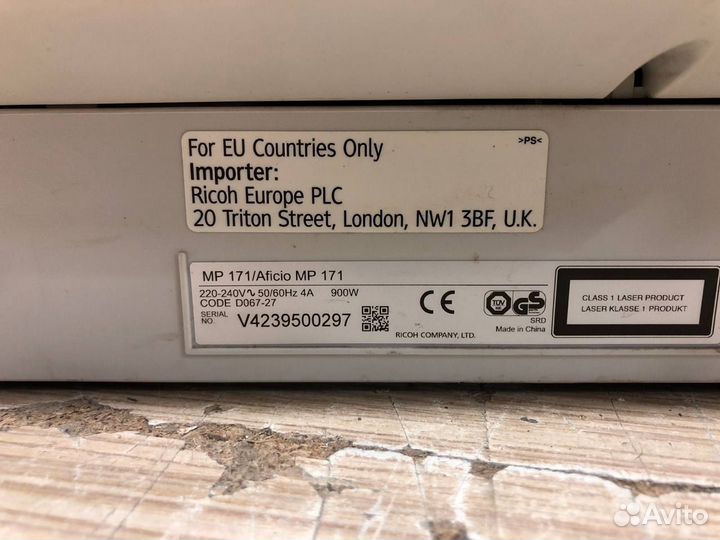 For EU Countries Only
>PS<
Importer:
Ricoh Europe PLC
20 Triton Street, London, NW1 3BF, U.K.
MP 171/Aficio MP 171
220-240V∿ 50/60Hz 4A 900W
CODE D067-27
SERIAL NO. V4239500297
RICOH COMPANY, LTD.
CE
TÜV
GS
SRD
Made in China
CLASS 1 LASER PRODUCT
LASER KLASSE 1 PRODUKT
Avito